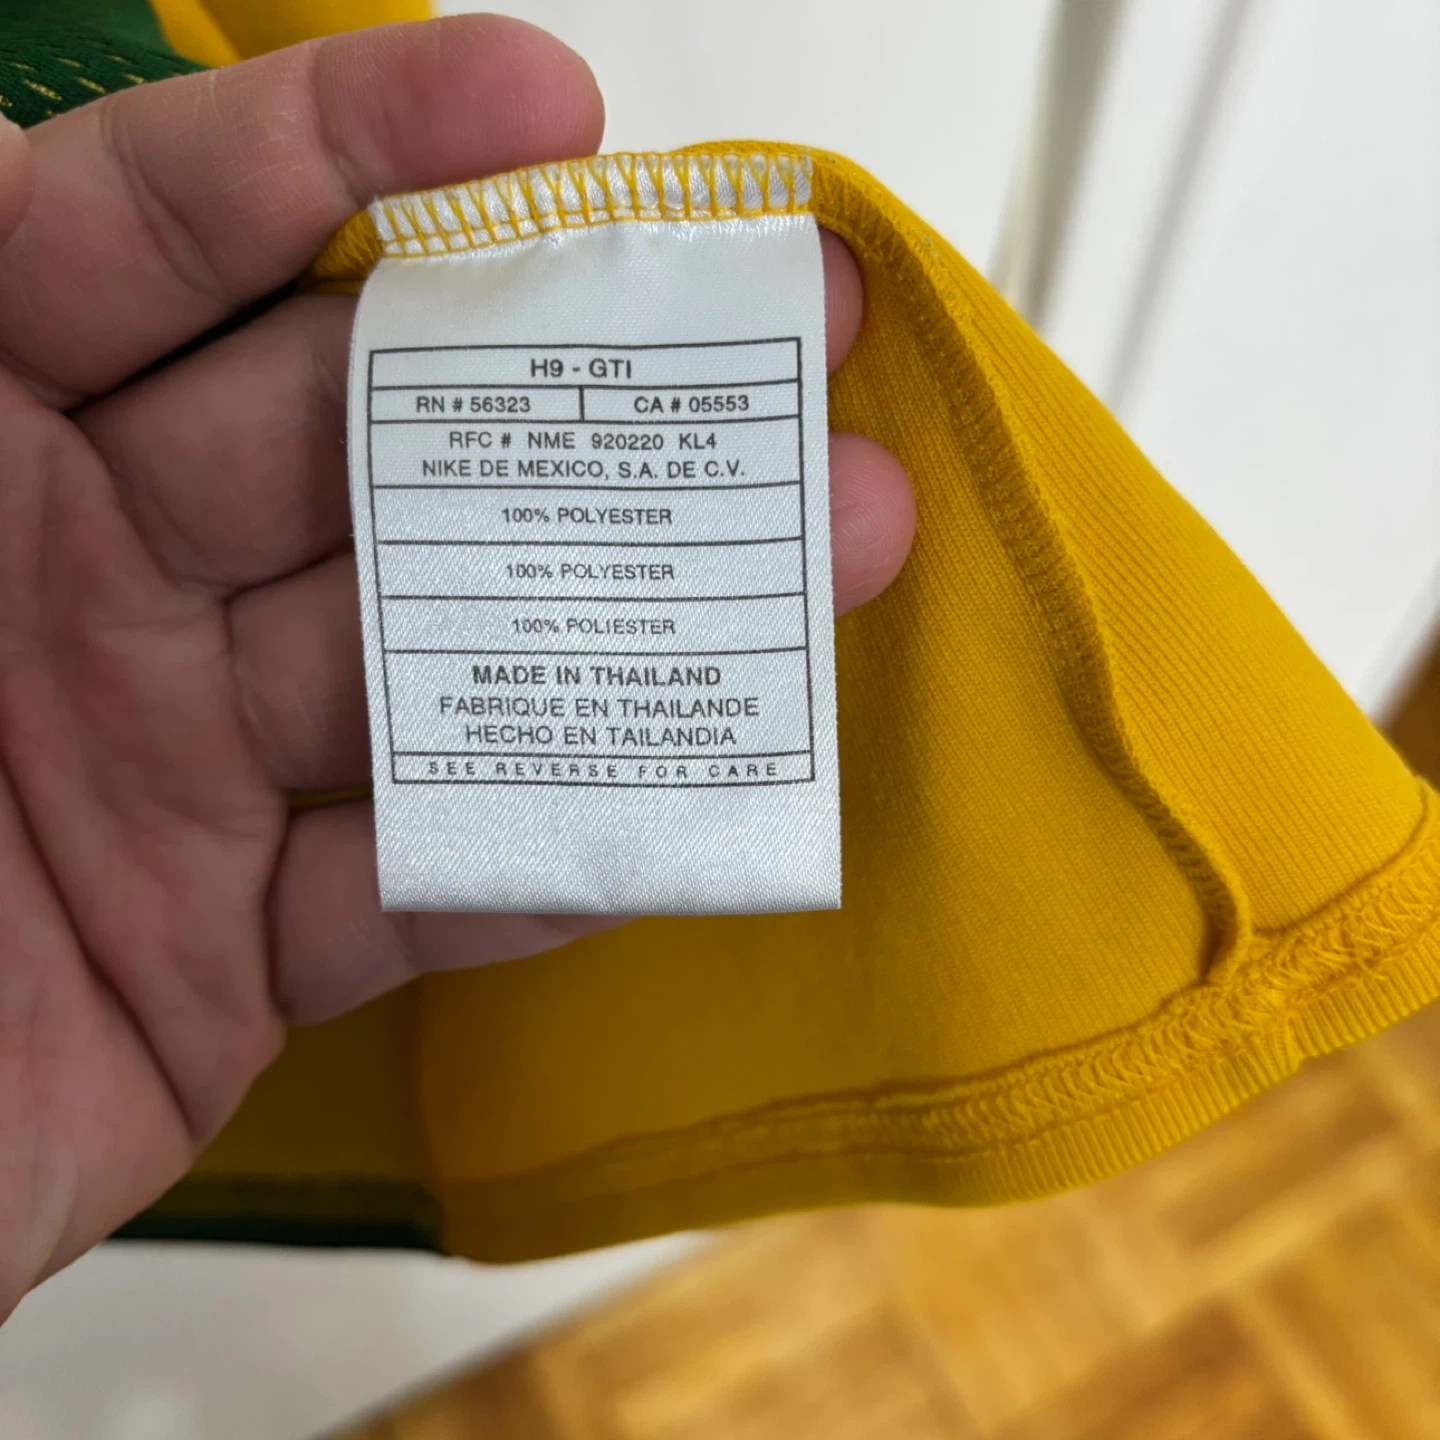 H9 - GTI
RN # 56323 CA # 05553
RFC # NME 920220 KL4
NIKE DE MEXICO, S.A. DE C.V.
100% POLYESTER
100% POLYESTER
100% POLIESTER
MADE IN THAILAND
FABRIQUE EN THAILANDE
HECHO EN TAILANDIA
SEE REVERSE FOR CARE